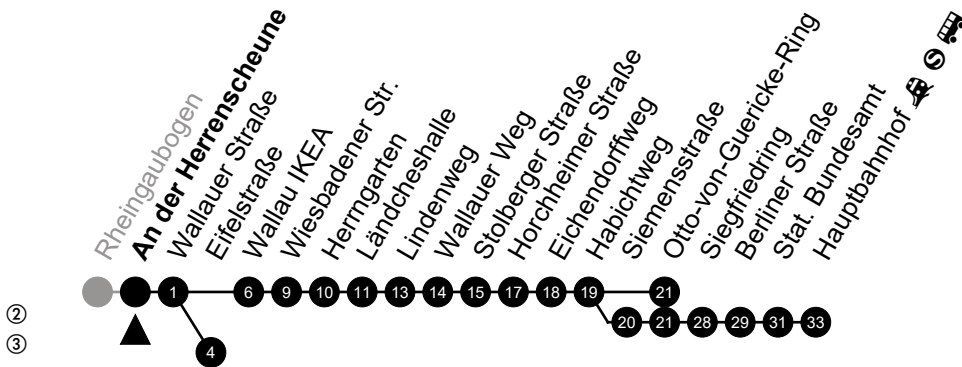 Rheingaubogen
An der Herrenscheune
Wallauer Straße
Eifelstraße
Wallau IKEA
Wiesbadener Str.
Herrngarten
Ländcheshalle
Lindenweg
Wallauer Weg
Stolberger Straße
Horchheimer Straße
Eichendorffweg
Habichtweg
Siemensstraße
Otto-von-Guericke-Ring
Siegfriedring
Berliner Straße
Stat. Bundesamt
Hauptbahnhof S
1 6 9 10 11 13 14 15 17 18 19 21
② 20 21 28 29 31 33
③ 4